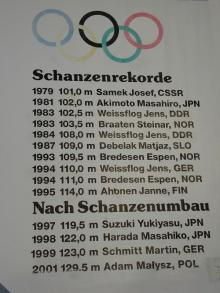 Schanzenrekorde
1979 101,0 m Samek Josef, CSSR
1981 102,0 m Akimoto Masahiro, JPN
1983 102,5 m Weissflog Jens, DDR
1983 103,5 m Braaten Steinar, NOR
1984 108,0 m Weissflog Jens, DDR
1987 109,0 m Debelak Matjaz, SLO
1993 109,5 m Bredesen Espen, NOR
1994 110,0 m Weissflog Jens, GER
1994 111,0 m Bredesen Espen, NOR
1995 114,0 m Ahtonen Janne, FIN
Nach Schanzenumbau
1997 119,5 m Suzuki Yukiyasu, JPN
1998 122,0 m Harada Masahiko, JPN
1999 123,0 m Schmitt Martin, GER
2001 129,5 m Adam Małysz, POL